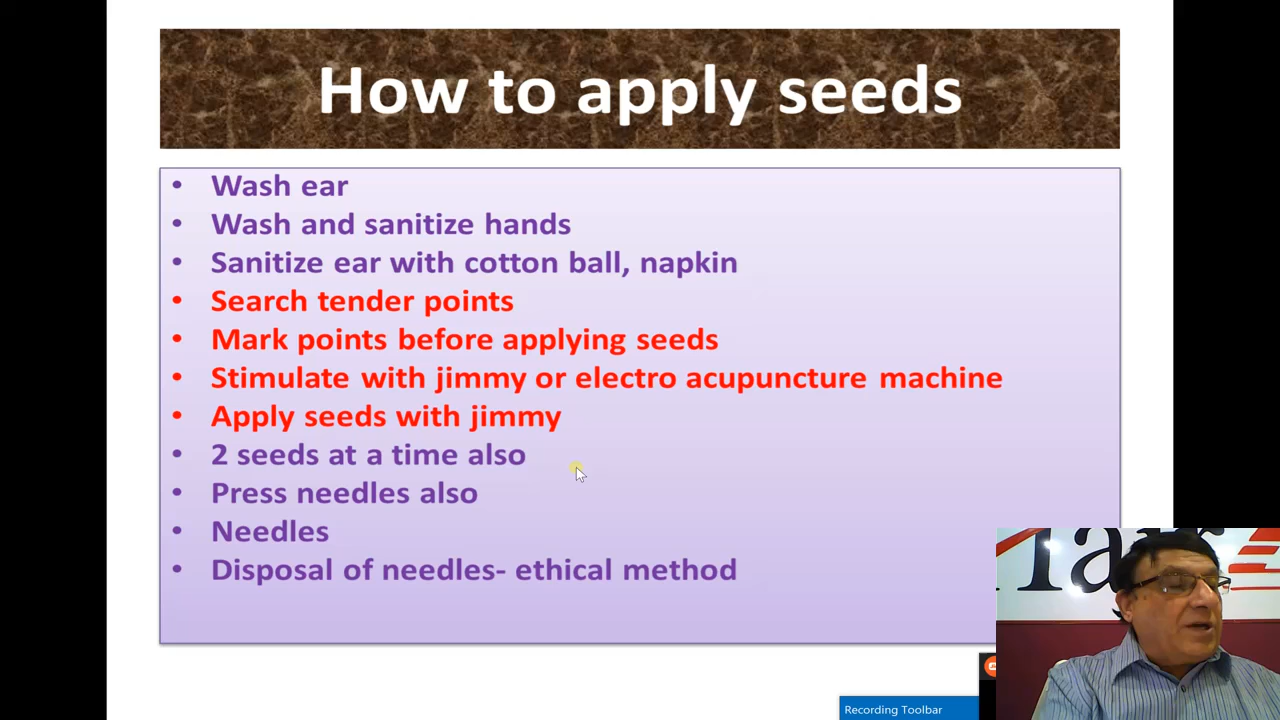 How to apply seeds
• Wash ear
• Wash and sanitize hands
• Sanitize ear with cotton ball, napkin
• Search tender points
• Mark points before applying seeds
• Stimulate with jimmy or electro acupuncture machine
• Apply seeds with jimmy
• 2 seeds at a time also
• Press needles also
• Needles
• Disposal of needles- ethical method
Recording Toolbar